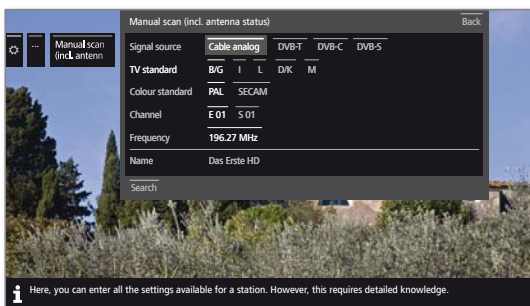 Manual scan (incl. antenna status) Back
... Manual scan
(incl. antenn
Signal source Cable analog DVB-T DVB-C DVB-S
TV standard B/G I L D/K M
Colour standard PAL SECAM
Channel E 01 S 01
Frequency 196.27 MHz
Name Das Erste HD
Search
i Here, you can enter all the settings available for a station. However, this requires detailed knowledge.